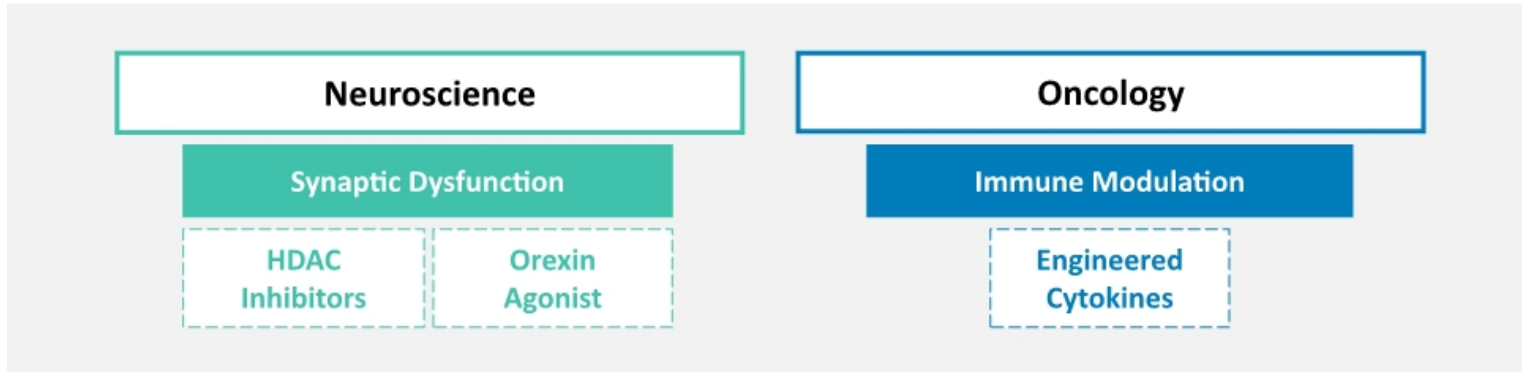 Neuroscience
Synaptic Dysfunction
HDAC
Inhibitors
Orexin
Agonist
Oncology
Immune Modulation
Engineered
Cytokines